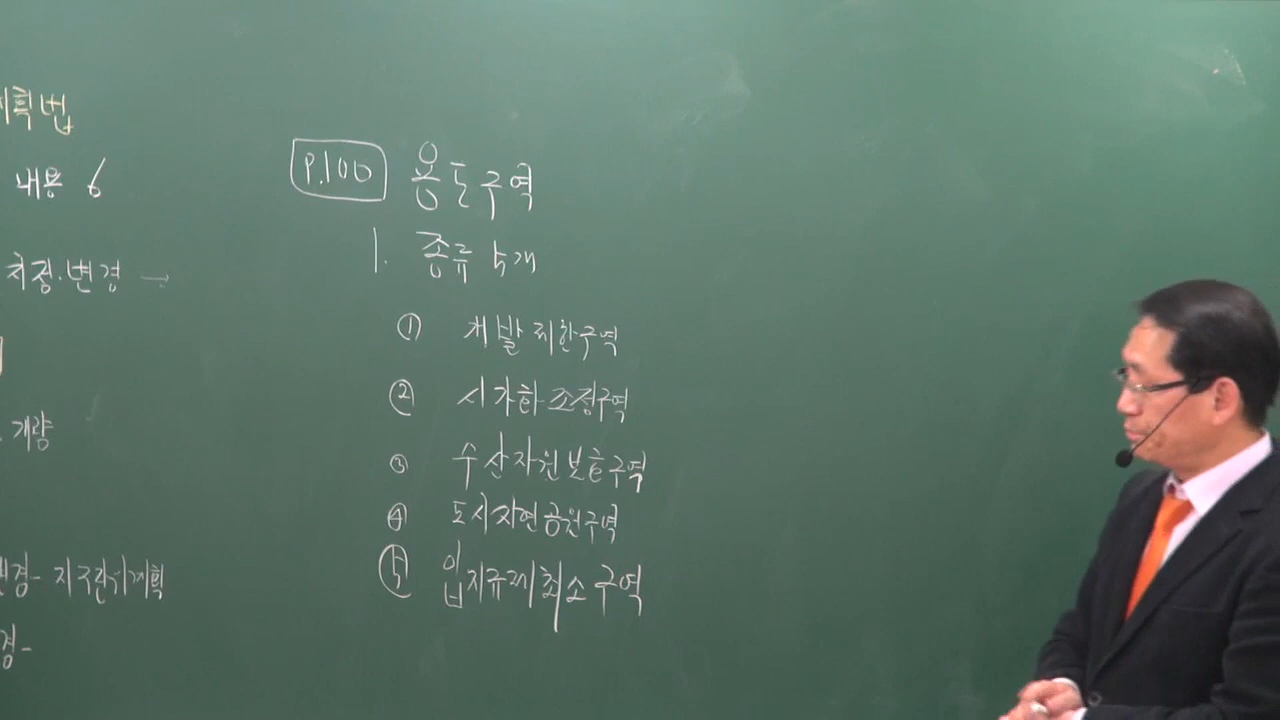 계획법
내용 6
지정·변경 →
개량
변경- 지구단위계획
경-
P.100 용도구역
1. 종류 5개
① 개발제한구역
② 시가화조정구역
③ 수산자원보호구역
④ 도시자연공원구역
⑤ 입지규제최소구역